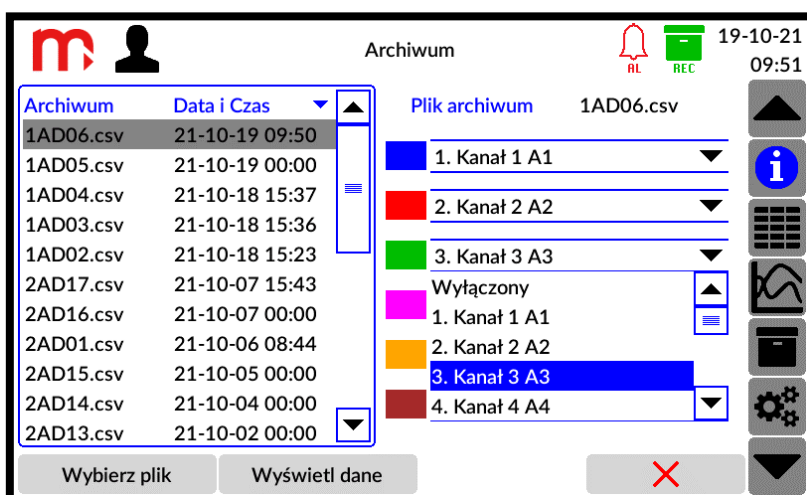 Archiwum
AL
REC
19-10-21
09:51
Archiwum Data i Czas
1AD06.csv 21-10-19 09:50
1AD05.csv 21-10-19 00:00
1AD04.csv 21-10-18 15:37
1AD03.csv 21-10-18 15:36
1AD02.csv 21-10-18 15:23
2AD17.csv 21-10-07 15:43
2AD16.csv 21-10-07 00:00
2AD01.csv 21-10-06 08:44
2AD15.csv 21-10-05 00:00
2AD14.csv 21-10-04 00:00
2AD13.csv 21-10-02 00:00
Plik archiwum 1AD06.csv
1. Kanał 1 A1
2. Kanał 2 A2
3. Kanał 3 A3
Wyłączony
1. Kanał 1 A1
2. Kanał 2 A2
3. Kanał 3 A3
4. Kanał 4 A4
Wybierz plik
Wyświetl dane